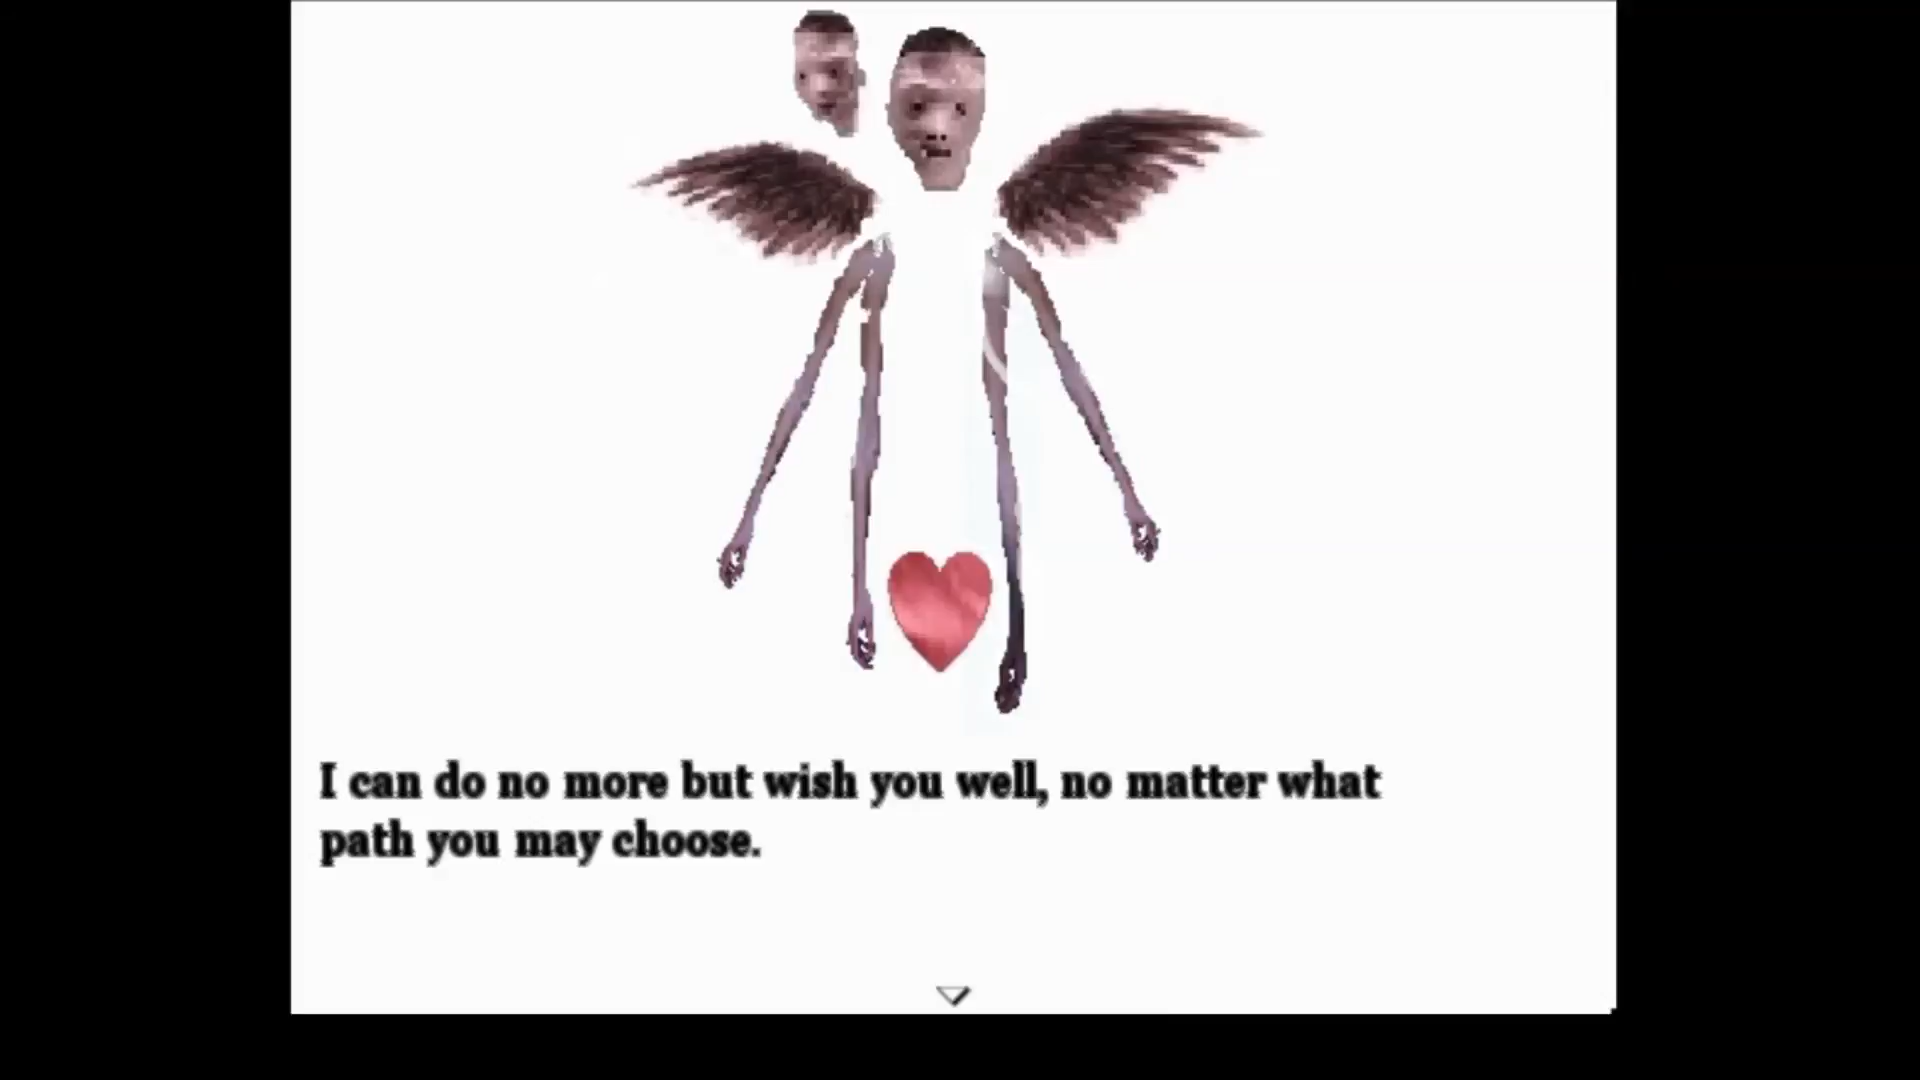 I can do no more but wish you well, no matter what
path you may choose.